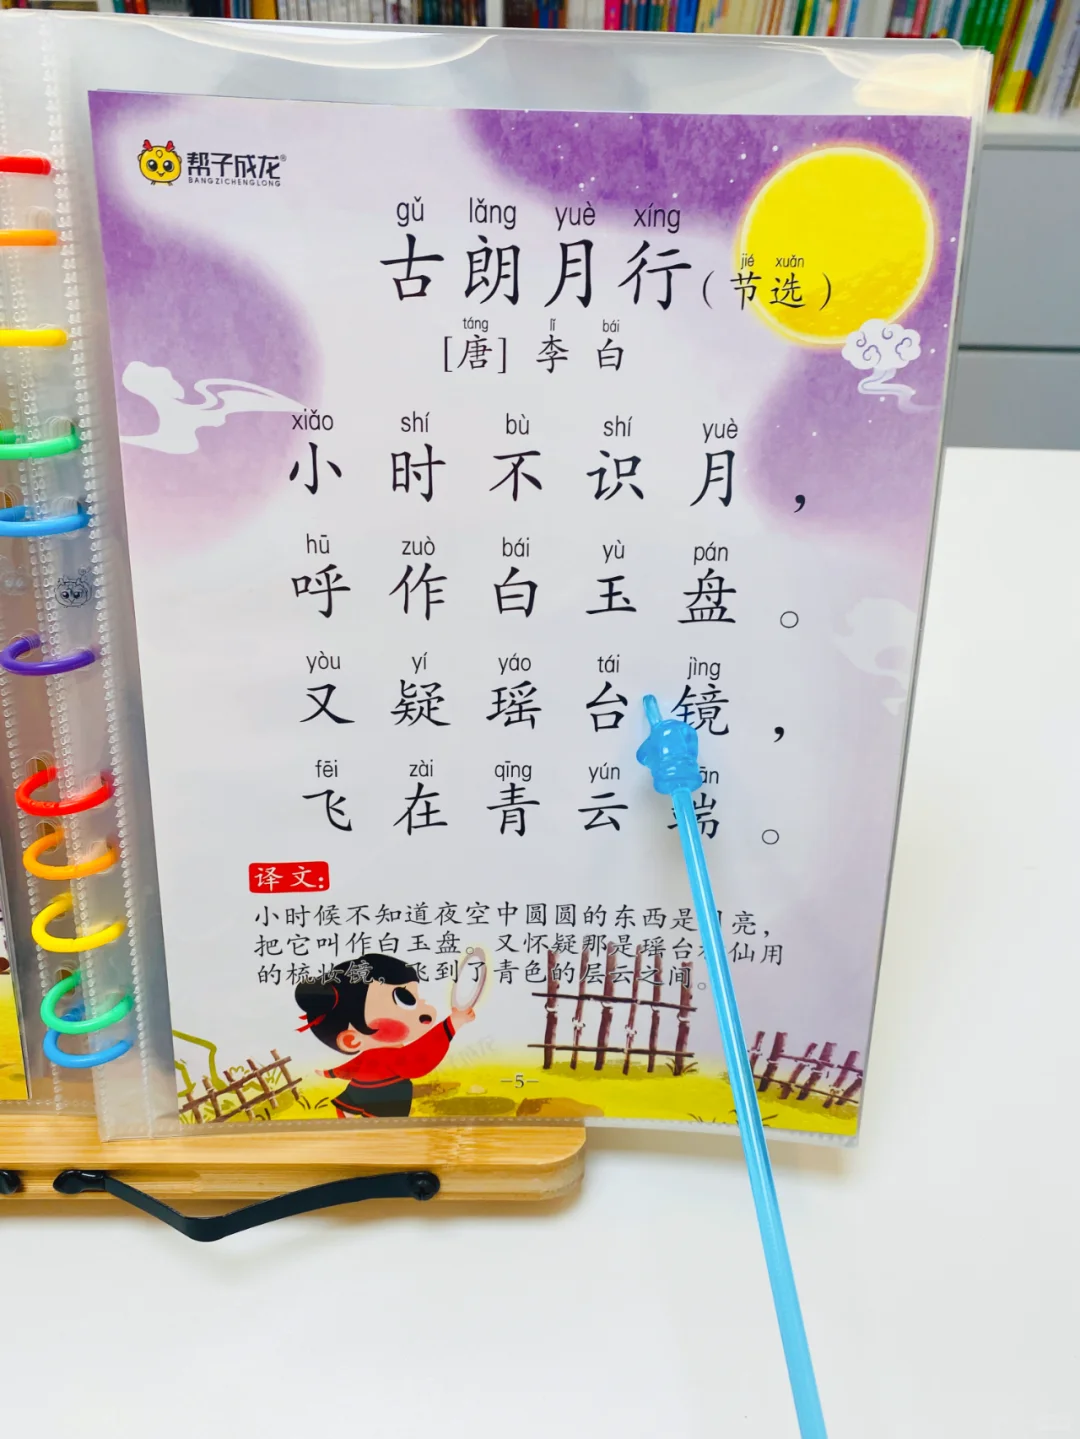 帮子成龙®
BANGZICHENGLONG
gǔ lǎng yuè xíng
古朗月行(节选)
jié xuǎn
táng lǐ bái
[唐] 李白
xiǎo shí bù shí yuè
小时不识月，
hū zuò bái yù pán
呼作白玉盘。
yòu yí yáo tái jìng
又疑瑶台镜，
fēi zài qīng yún
飞在青云端。
译文：
小时候不知道夜空中圆圆的东西是 亮，
把它叫作白玉盘。又怀疑那是瑶台 仙用
的梳妆镜，飞到了青色的层云之间。
-5-